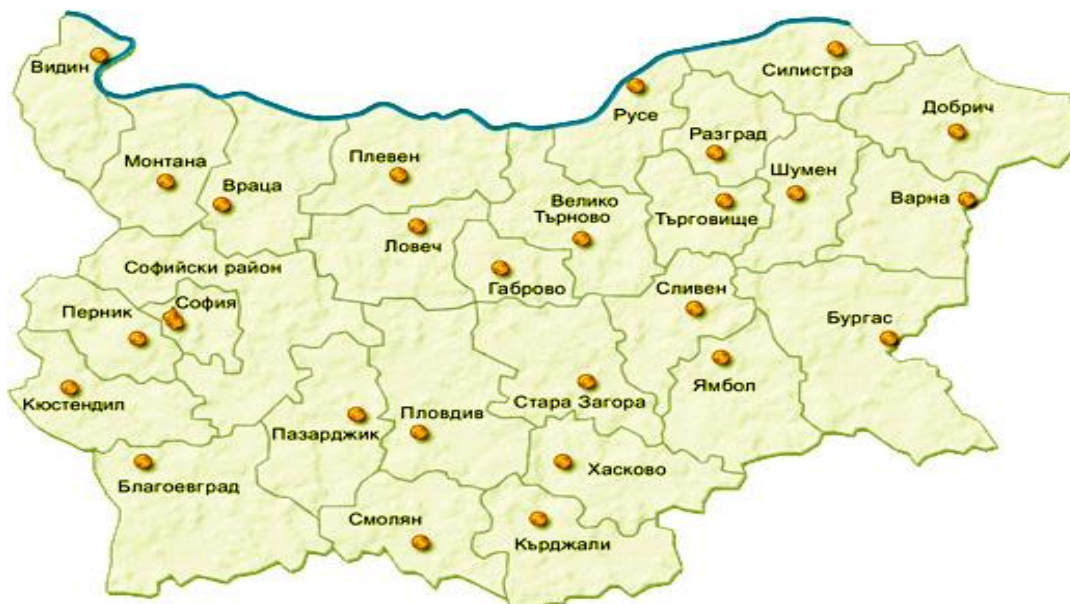 Видин
Силистра
Русе
Добрич
Разград
Монтана
Плевен
Шумен
Враца
Велико
Търново
Търговище
Варна
Ловеч
Софийски район
Габрово
Сливен
София
Перник
Бургас
Ямбол
Кюстендил
Стара Загора
Пловдив
Пазарджик
Хасково
Благоевград
Смолян
Кърджали